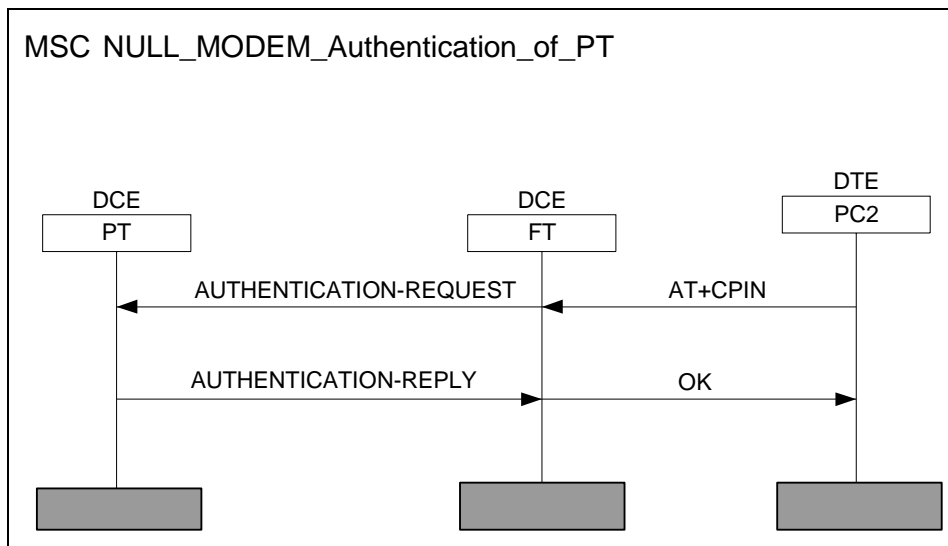 MSC NULL_MODEM_Authentication_of_PT
DTE
DCE
DCE
PC2
PT
FT
AUTHENTICATION-REQUEST
AT+CPIN
AUTHENTICATION-REPLY
OK